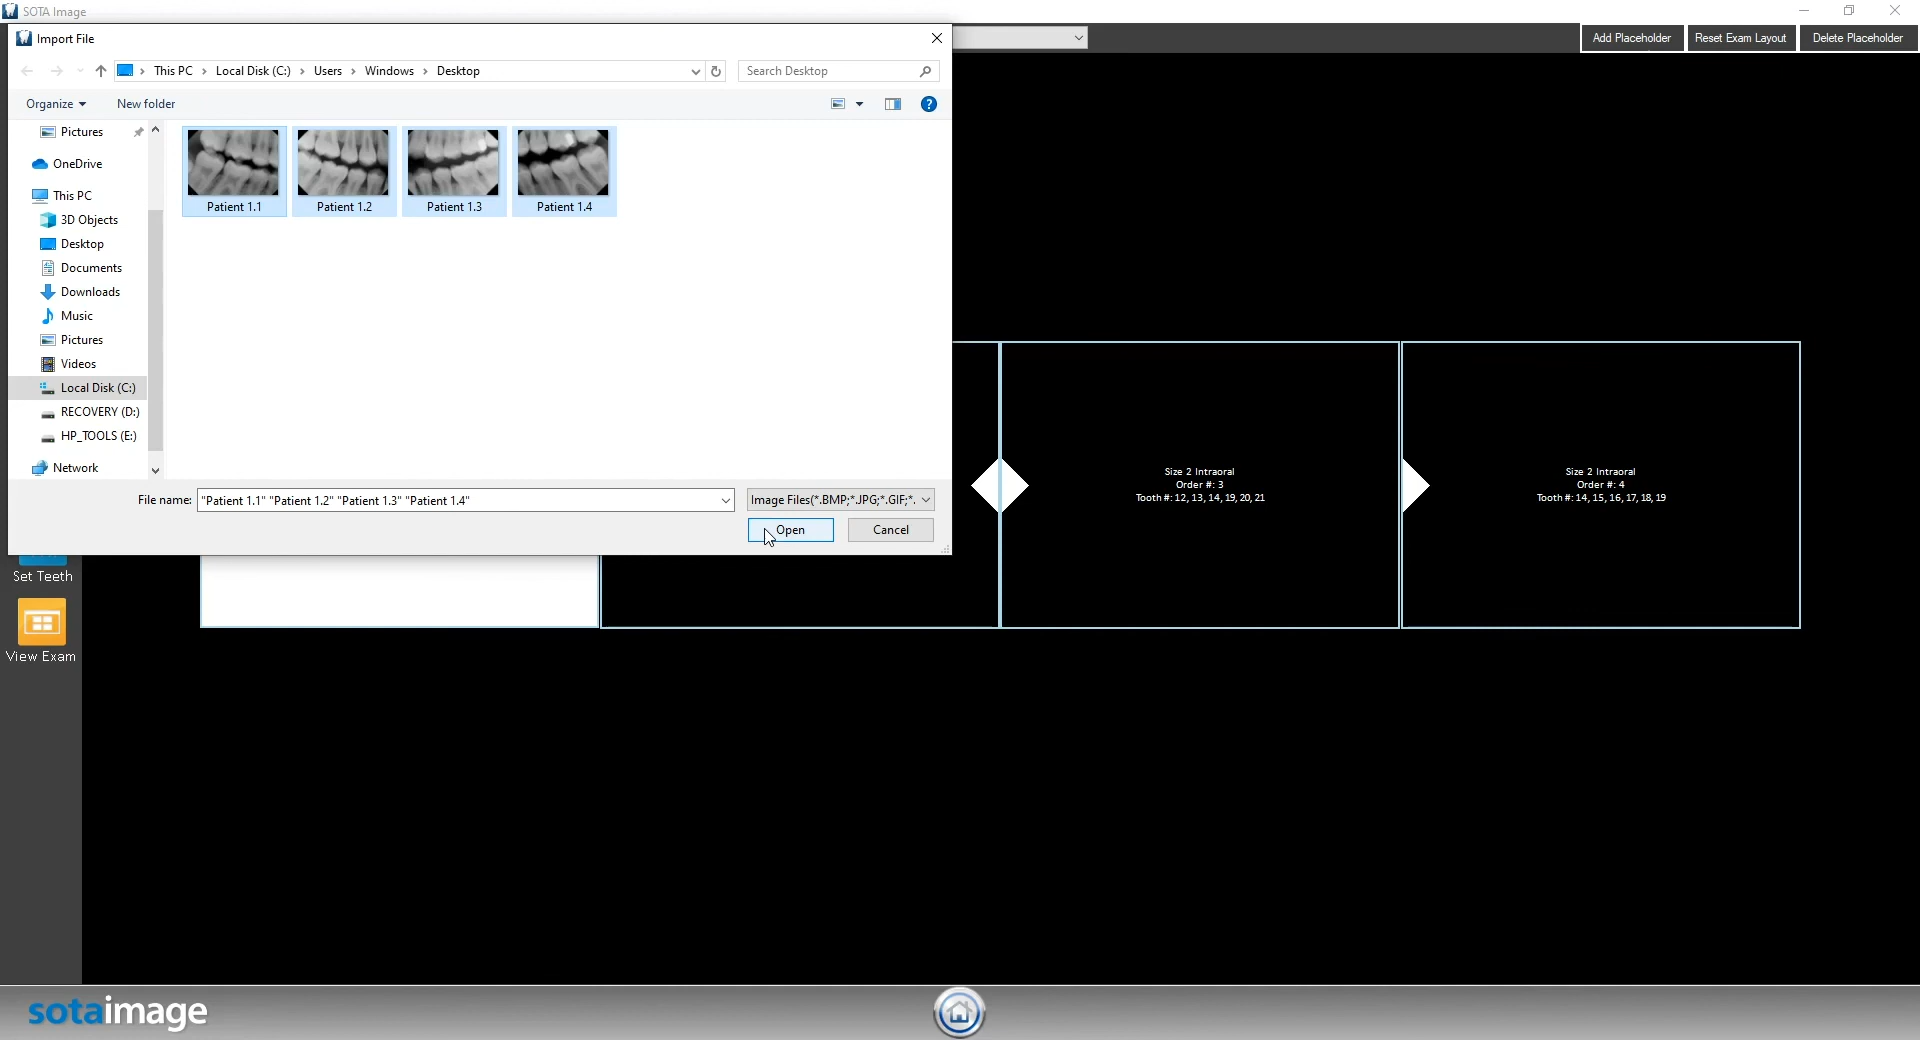 SOTA Image
Import File
Add Placeholder
Reset Exam Layout
Delete Placeholder
This PC > Local Disk (C:) > Users > Windows > Desktop
Search Desktop
Organize
New folder
Pictures
OneDrive
This PC
3D Objects
Desktop
Documents
Downloads
Music
Pictures
Videos
Local Disk (C:)
RECOVERY (D:)
HP_TOOLS (E:)
Network
Patient 1.1
Patient 1.2
Patient 1.3
Patient 1.4
File name:
"Patient 1.1" "Patient 1.2" "Patient 1.3" "Patient 1.4"
Image Files(*.BMP;*.JPG;*.GIF;*.
Open
Cancel
Size 2 Intraoral
Order #: 3
Tooth #: 12, 13, 14, 19, 20, 21
Size 2 Intraoral
Order #: 4
Tooth #: 14, 15, 16, 17, 18, 19
Set Teeth
View Exam
sotaimage